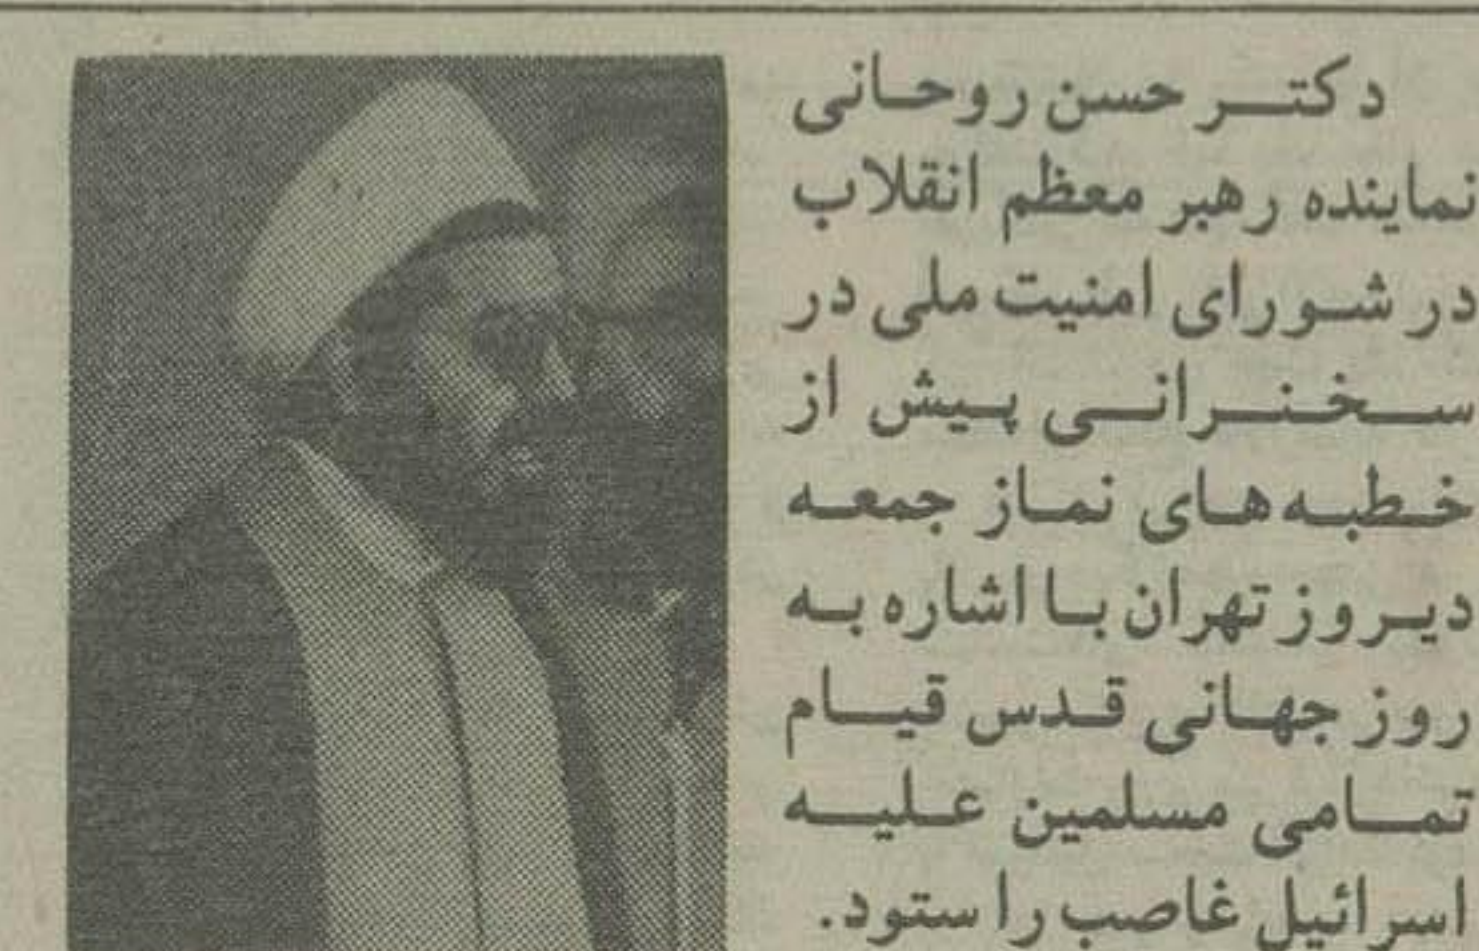 دکتر حسن روحانی
نماینده رهبر معظم انقلاب
در شورای امنیت ملی در
سخنرانی پیش از
خطبه‌های نماز جمعه
دیروز تهران با اشاره به
روز جهانی قدس قیام
تمامی مسلمین علیه
اسرائیل غاصب را ستود.